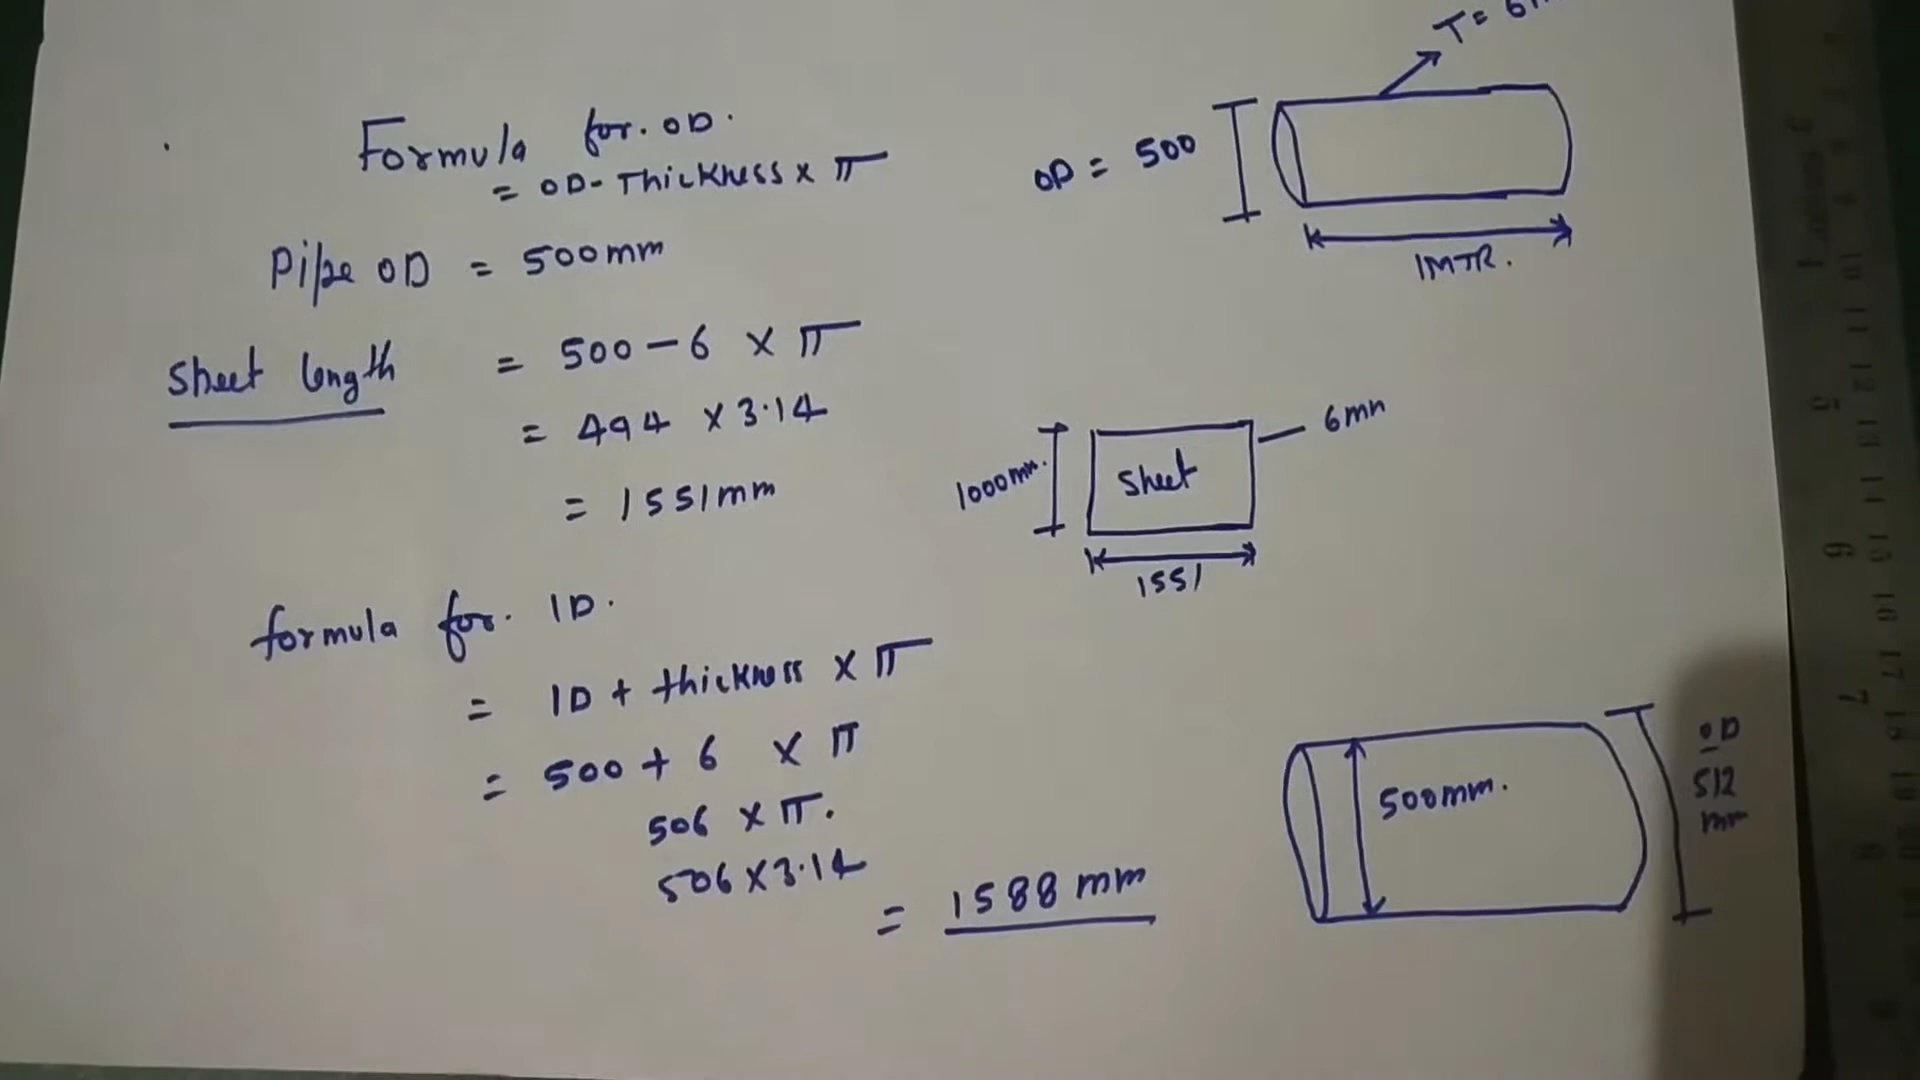 Formula for. OD.
= OD - Thickness x π
Pipe OD = 500mm
Sheet length = 500 - 6 x π
= 494 x 3.14
= 1551mm
formula for. ID.
= ID + thickness x π
= 500 + 6 x π
506 x π.
506 x 3.14
= 1588 mm
T = 6
OD = 500
1MTR.
6mm
1000mm.
Sheet
1551
500mm.
OD
512
mm